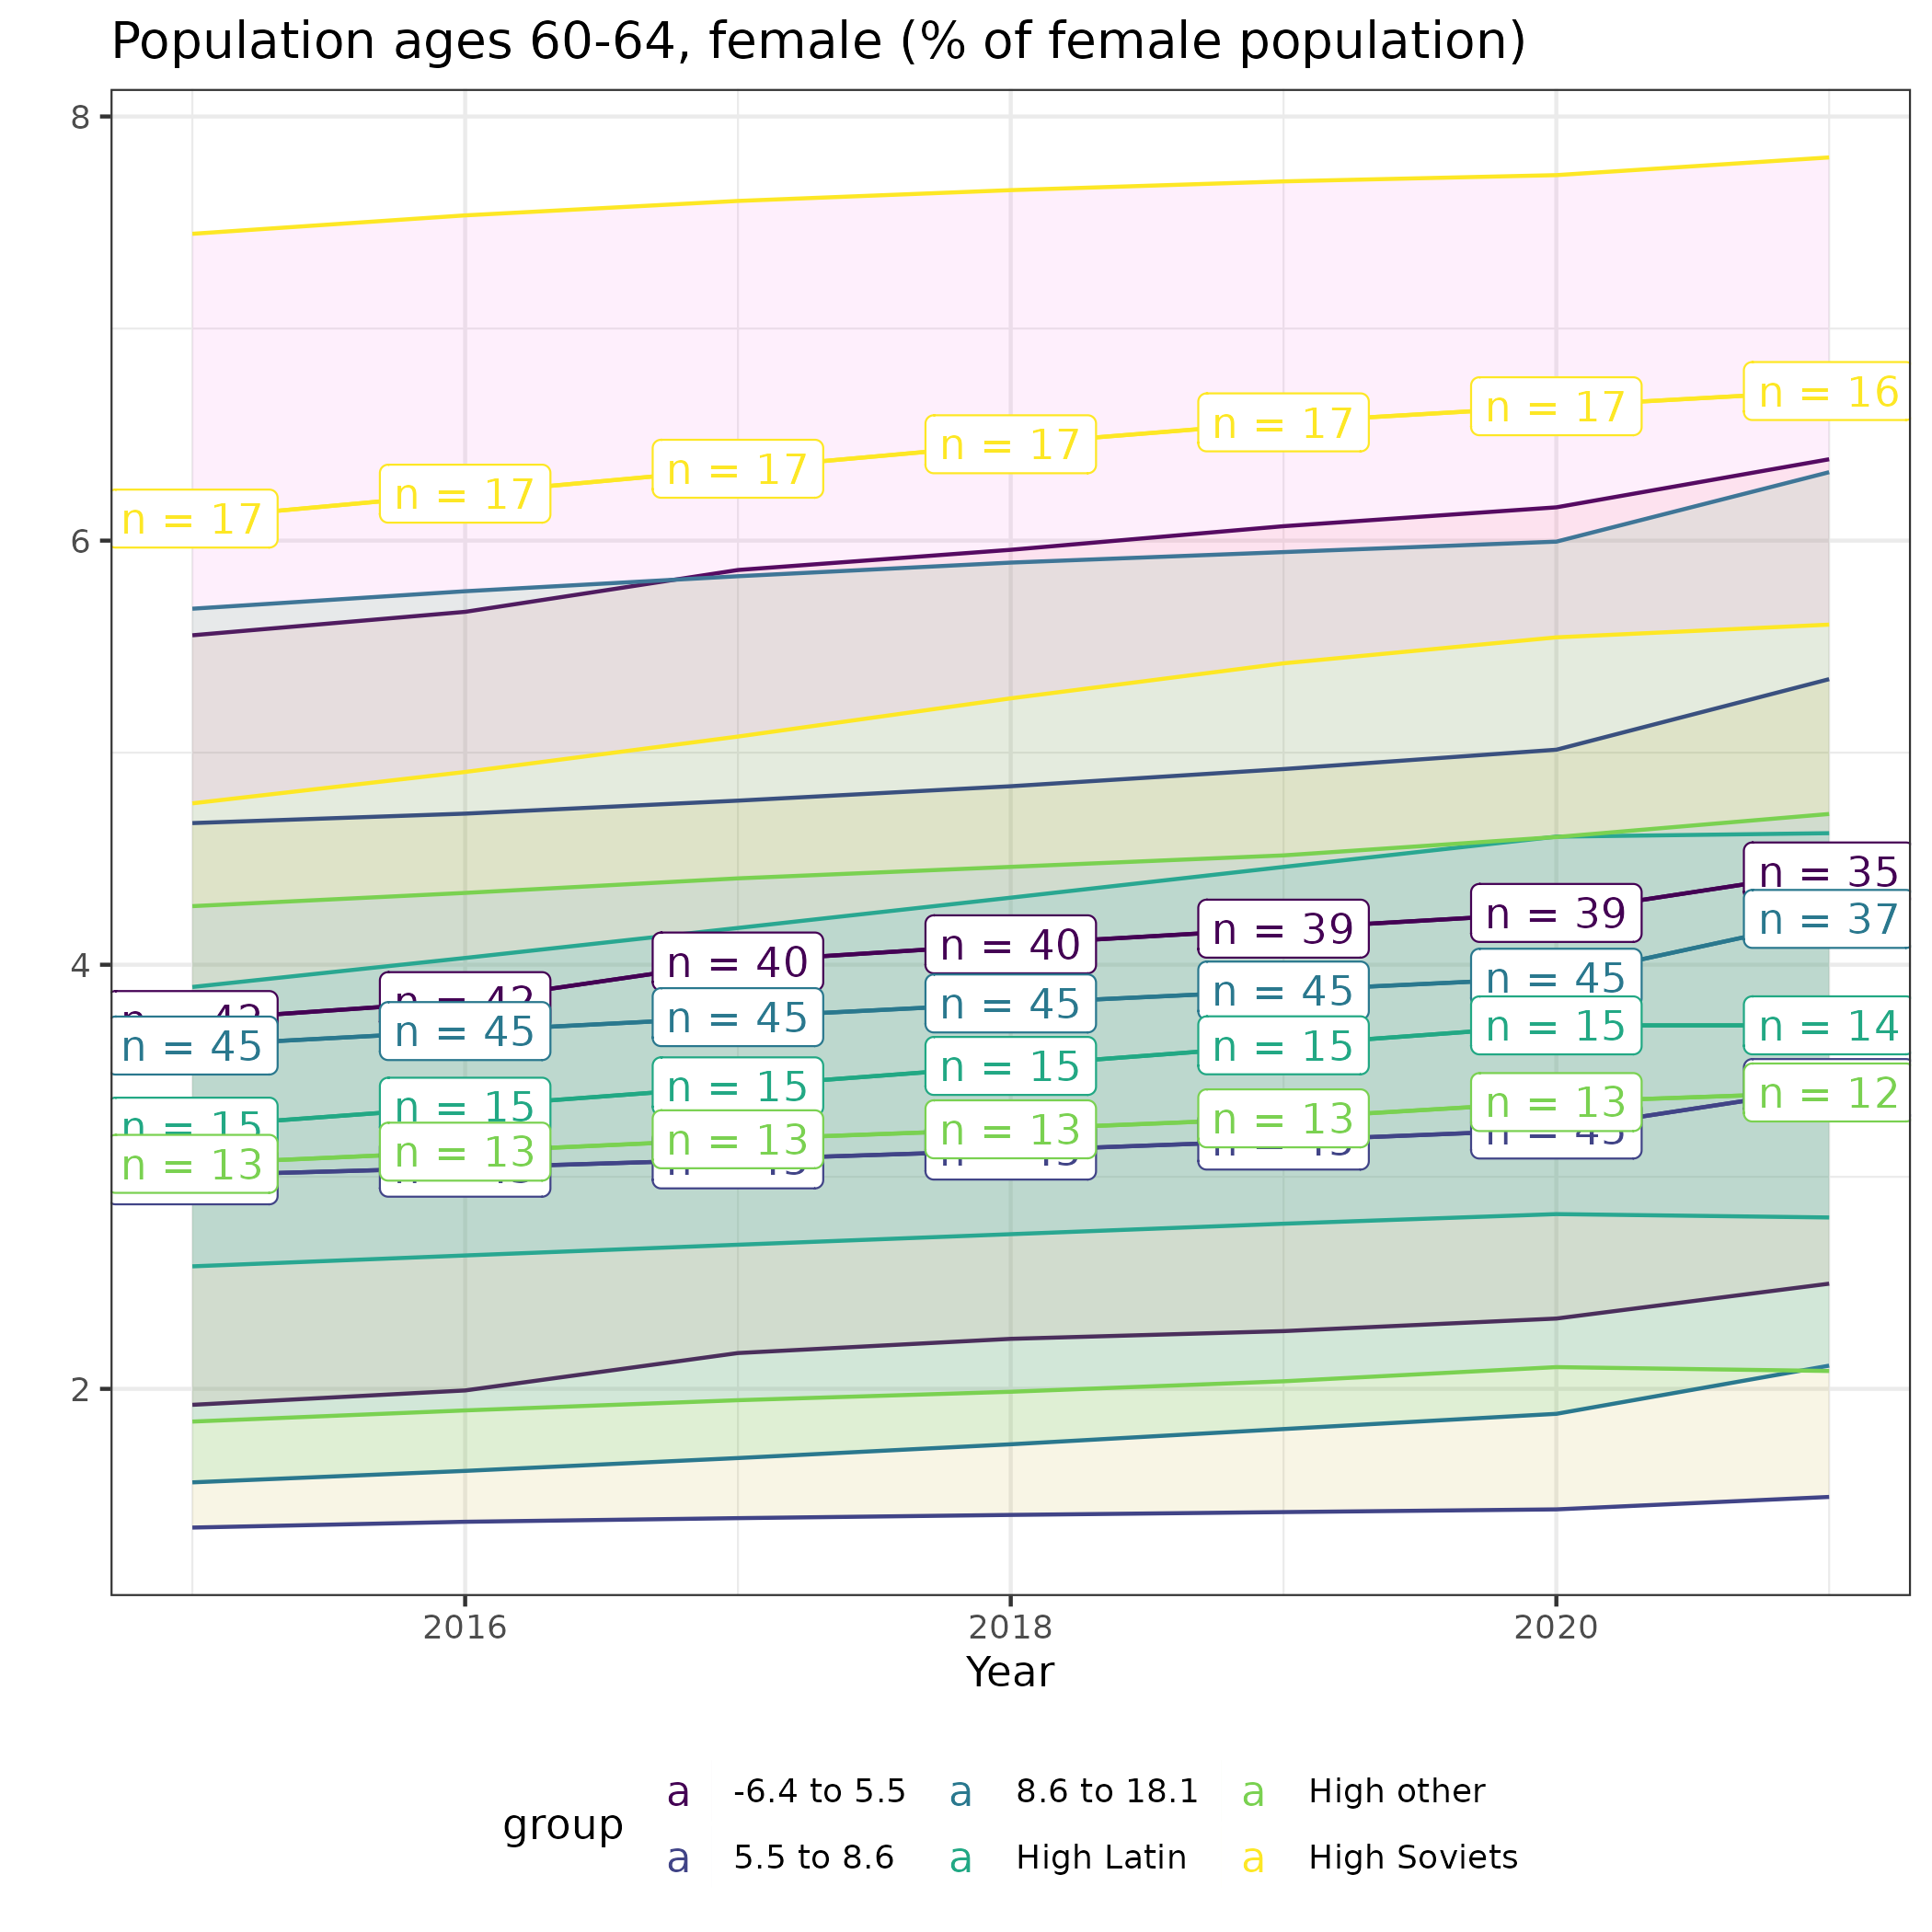 Population ages 60-64, female (% of female population)
8
6
4
2
n = 17
n = 17
n = 17
n = 17
n = 17
n = 17
n = 16
n = 42
n = 40
n = 40
n = 39
n = 39
n = 35
n = 45
n = 45
n = 45
n = 45
n = 45
n = 45
n = 37
n = 15
n = 15
n = 15
n = 15
n = 15
n = 15
n = 14
n = 13
n = 13
n = 13
n = 13
n = 13
n = 13
n = 12
2016
2018
2020
Year
group
a -6.4 to 5.5
a 8.6 to 18.1
a High other
a 5.5 to 8.6
a High Latin
a High Soviets